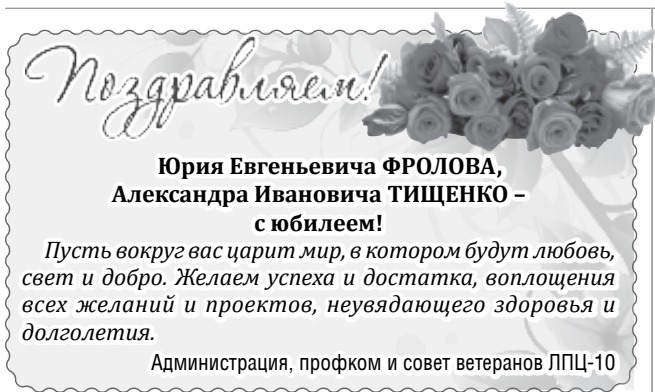 Поздравляем!
Юрия Евгеньевича ФРОЛОВА,
Александра Ивановича ТИЩЕНКО –
с юбилеем!
Пусть вокруг вас царит мир, в котором будут любовь,
свет и добро. Желаем успеха и достатка, воплощения
всех желаний и проектов, неувядающего здоровья и
долголетия.
Администрация, профком и совет ветеранов ЛПЦ-10